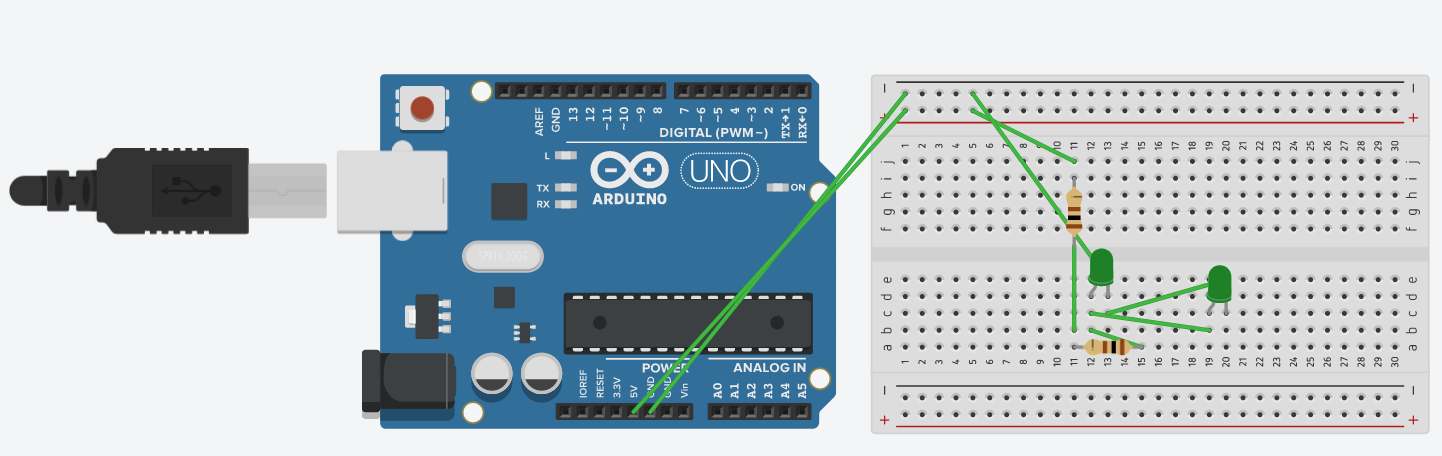 AREF
GND
13
12
~11
~10
~9
8
7
~6
~5
4
~3
2
TX→1
RX←0
DIGITAL (PWM~)
L
TX
RX
UNO
ON
ARDUINO
IOREF
RESET
3.3V
5V
GND
GND
Vin
POWER
ANALOG IN
A0
A1
A2
A3
A4
A5
- -
+ +
1 2 3 4 5 6 7 8 9 10 11 12 13 14 15 16 17 18 19 20 21 22 23 24 25 26 27 28 29 30
j j
i i
h h
g g
f f
e e
d d
c c
b b
a a
1 2 3 4 5 6 7 8 9 10 11 12 13 14 15 16 17 18 19 20 21 22 23 24 25 26 27 28 29 30
- -
+ +